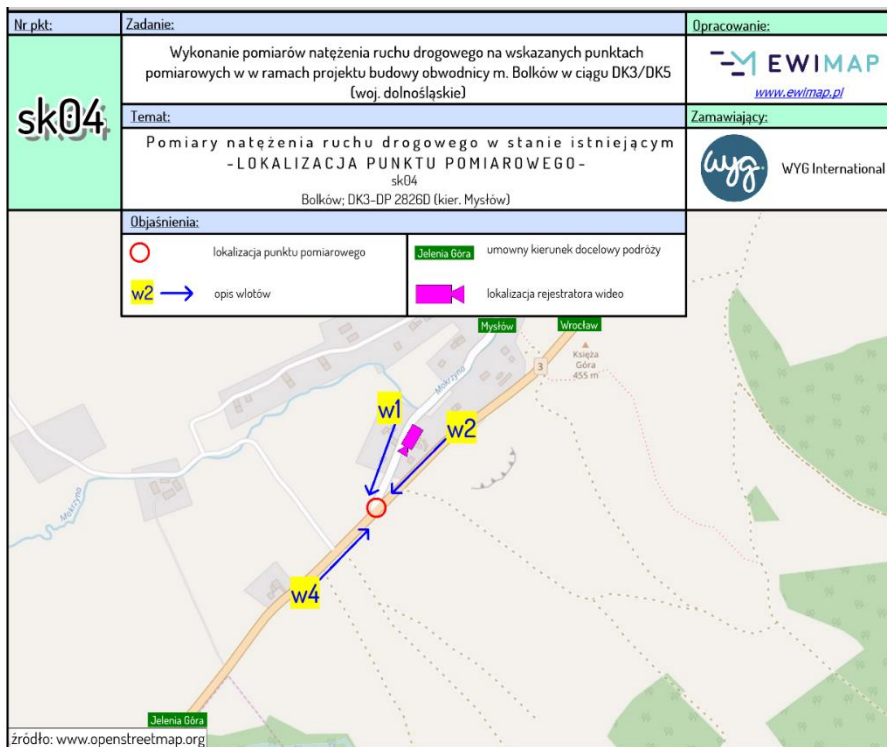 Nr pkt:
sk04
Zadanie:
Wykonanie pomiarów natężenia ruchu drogowego na wskazanych punktach
pomiarowych w w ramach projektu budowy obwodnicy m. Bolków w ciągu DK3/DK5
(woj. dolnośląskie)
Temat:
Pomiary natężenia ruchu drogowego w stanie istniejącym
-LOKALIZACJA PUNKTU POMIAROWEGO-
sk04
Bolków; DK3-DP 2826D (kier. Mysłów)
Opracowanie:
EWIMAP
www.ewimap.pl
Zamawiający:
wyg.
WYG International
Objaśnienia:
lokalizacja punktu pomiarowego
Jelenia Góra
umowny kierunek docelowy podróży
w2
opis wlotów
lokalizacja rejestratora wideo
Mysłów
Wrocław
Księża
Góra
455 m
3
Mokrzyna
w1
w2
Mokrzyna
w4
Jelenia Góra
źródło: www.openstreetmap.org